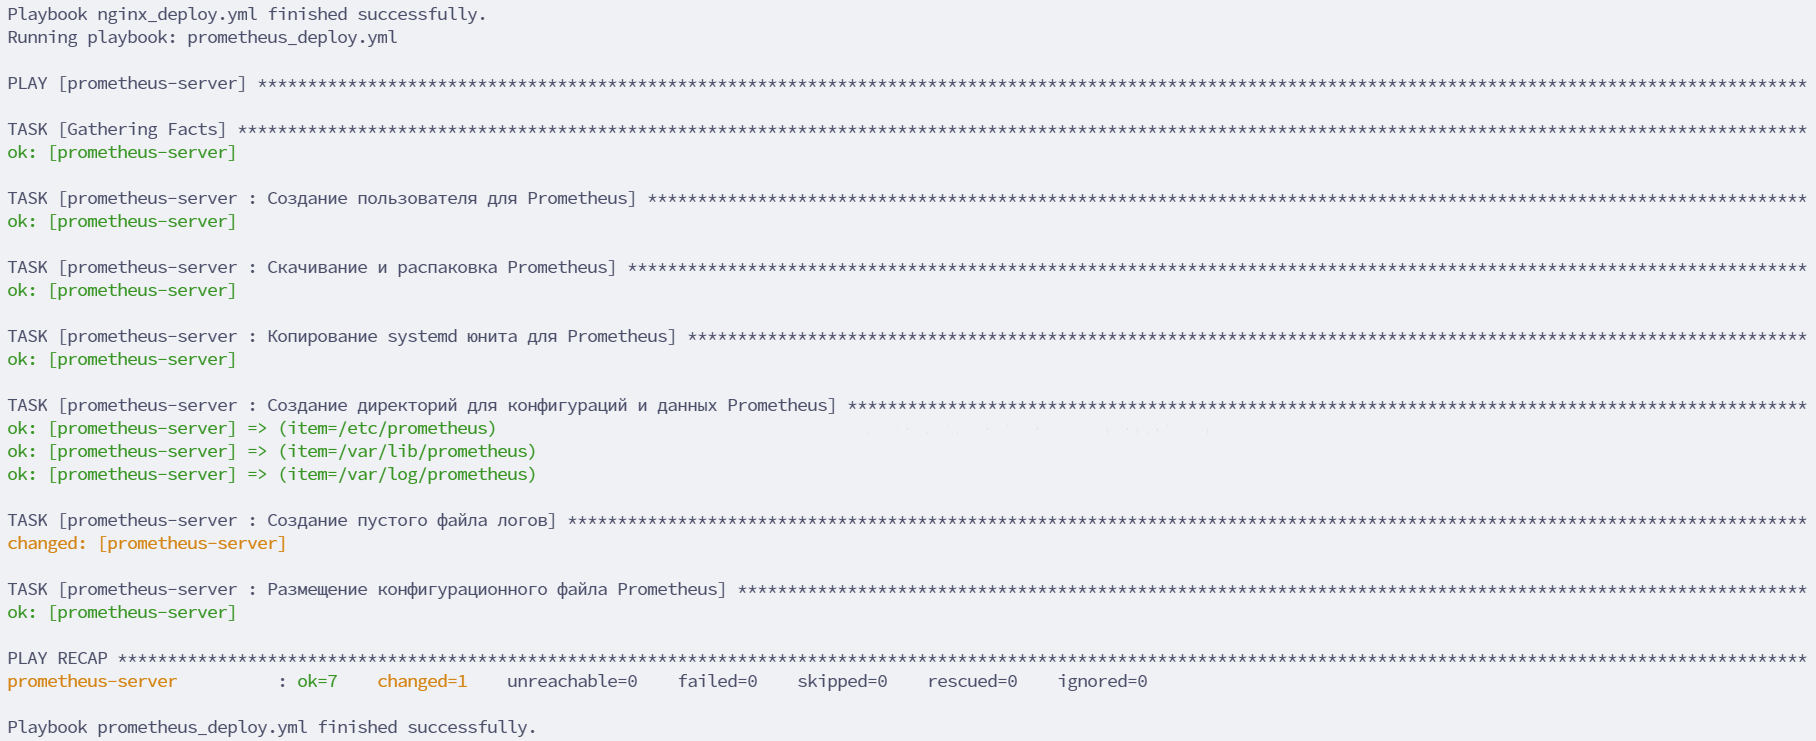 Playbook nginx_deploy.yml finished successfully.
Running playbook: prometheus_deploy.yml
PLAY [prometheus-server] ***********************************************************************************************************************************************************
TASK [Gathering Facts] *************************************************************************************************************************************************************
ok: [prometheus-server]
TASK [prometheus-server : Создание пользователя для Prometheus] ********************************************************************************************************************
ok: [prometheus-server]
TASK [prometheus-server : Скачивание и распаковка Prometheus] **********************************************************************************************************************
ok: [prometheus-server]
TASK [prometheus-server : Копирование systemd юнита для Prometheus] ****************************************************************************************************************
ok: [prometheus-server]
TASK [prometheus-server : Создание директорий для конфигураций и данных Prometheus] ************************************************************************************************
ok: [prometheus-server] => (item=/etc/prometheus)
ok: [prometheus-server] => (item=/var/lib/prometheus)
ok: [prometheus-server] => (item=/var/log/prometheus)
TASK [prometheus-server : Создание пустого файла логов] ****************************************************************************************************************************
changed: [prometheus-server]
TASK [prometheus-server : Размещение конфигурационного файла Prometheus] ***********************************************************************************************************
ok: [prometheus-server]
PLAY RECAP *************************************************************************************************************************************************************************
prometheus-server          : ok=7    changed=1    unreachable=0    failed=0    skipped=0    rescued=0    ignored=0
Playbook prometheus_deploy.yml finished successfully.